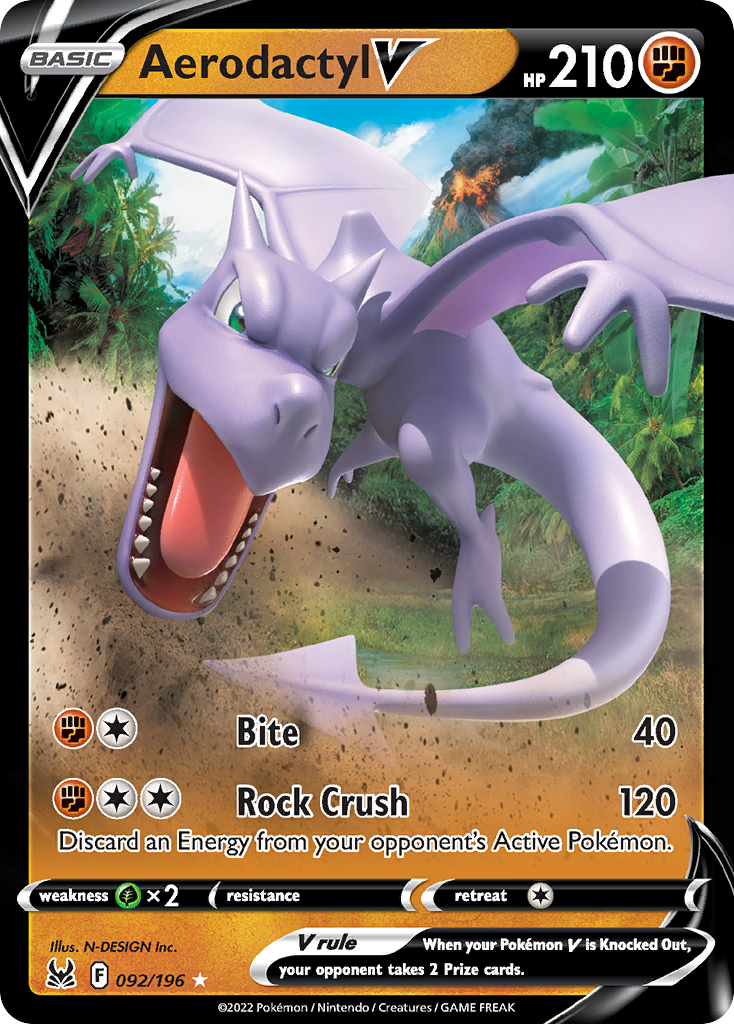 BASIC
Aerodactyl V
HP 210
Bite 40
Rock Crush 120
Discard an Energy from your opponent's Active Pokémon.
weakness ×2 resistance retreat
Illus. N-DESIGN Inc.
V rule When your Pokémon V is Knocked Out,
your opponent takes 2 Prize cards.
F 092/196 ★
©2022 Pokémon / Nintendo / Creatures / GAME FREAK